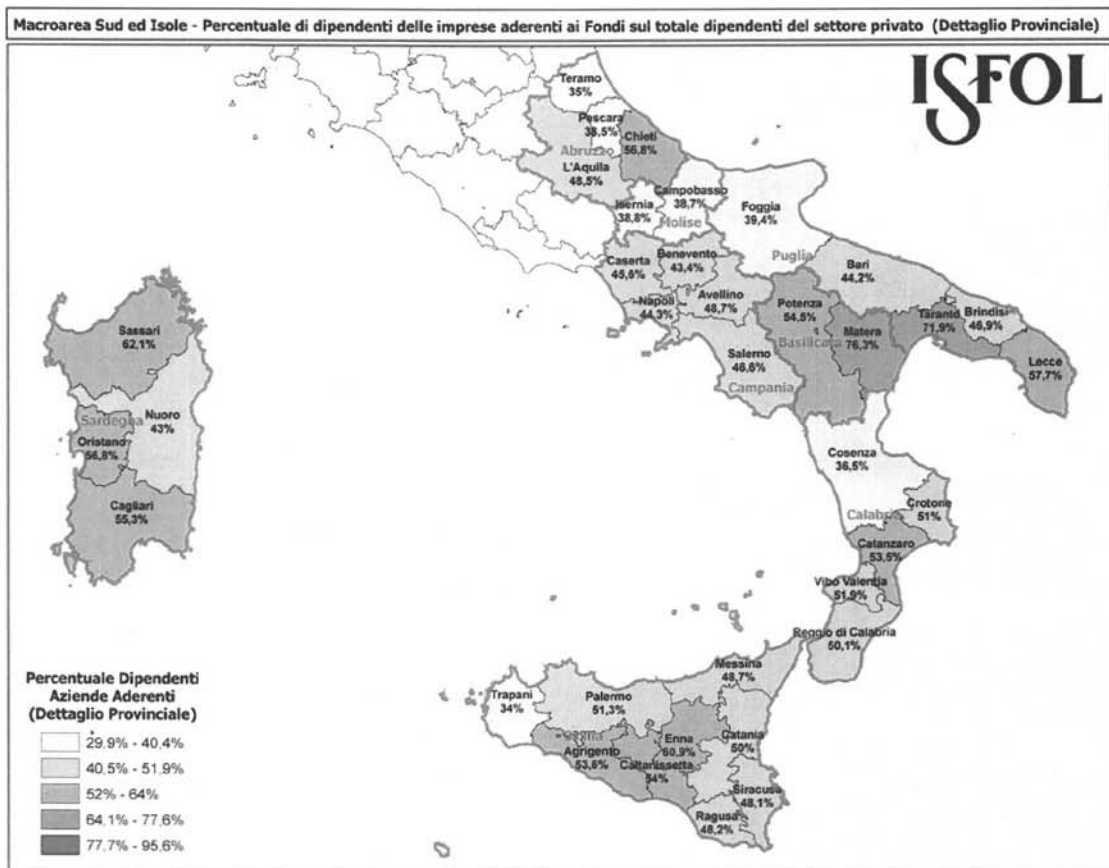 Macroarea Sud ed Isole - Percentuale di dipendenti delle imprese aderenti ai Fondi sul totale dipendenti del settore privato (Dettaglio Provinciale)
ISFOL
Teramo
35%
Pescara
38,5%
Chieti
56,8%
Abruzzo
L'Aquila
48,5%
Campobasso
38,7%
Isernia
38,8%
Molise
Foggia
39,4%
Puglia
Caserta
45,6%
Benevento
43,4%
Bari
44,2%
Napoli
44,3%
Avellino
48,7%
Potenza
54,5%
Basilicata
Matera
76,3%
Taranto
71,9%
Brindisi
46,9%
Lecce
57,7%
Salerno
46,6%
Campania
Sassari
62,1%
Nuoro
43%
Sardegna
Oristano
56,8%
Cagliari
55,3%
Cosenza
36,5%
Crotone
51%
Calabria
Catanzaro
53,5%
Vibo Valentia
51,9%
Reggio di Calabria
50,1%
Messina
48,7%
Trapani
34%
Palermo
51,3%
Sicilia
Agrigento
53,6%
Caltanissetta
54%
Enna
60,9%
Catania
50%
Siracusa
48,1%
Ragusa
48,2%
Percentuale Dipendenti
Aziende Aderenti
(Dettaglio Provinciale)
29,9% - 40,4%
40,5% - 51,9%
52% - 64%
64,1% - 77,6%
77,7% - 95,6%